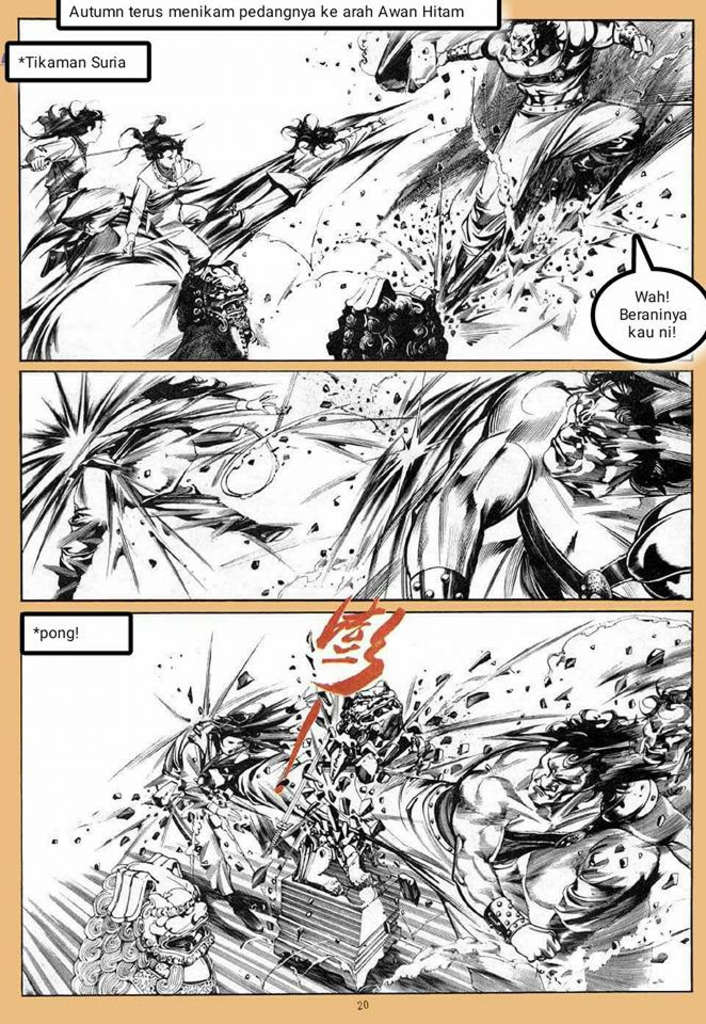 Autumn terus menikam pedangnya ke arah Awan Hitam
*Tikaman Suria
Wah!
Beraninya
kau ni!
*pong!
20